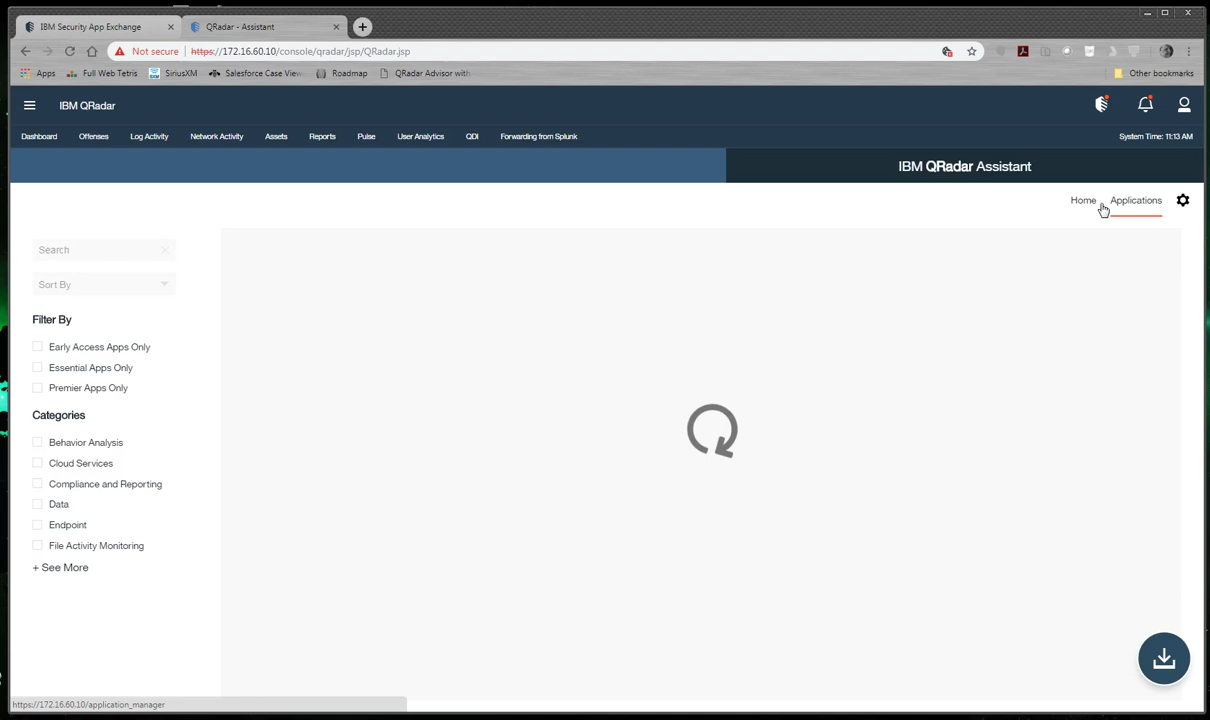 IBM Security App Exchange
QRadar - Assistant
Not secure https://172.16.60.10/console/qradar/jsp/QRadar.jsp
Apps Full Web Tetris SiriusXM Salesforce Case View Roadmap QRadar Advisor with Other bookmarks
IBM QRadar
Dashboard Offenses Log Activity Network Activity Assets Reports Pulse User Analytics QDI Forwarding from Splunk System Time: 11:13 AM
IBM QRadar Assistant
Home Applications
Search
Sort By
Filter By
Early Access Apps Only
Essential Apps Only
Premier Apps Only
Categories
Behavior Analysis
Cloud Services
Compliance and Reporting
Data
Endpoint
File Activity Monitoring
+ See More
https://172.16.60.10/application_manager